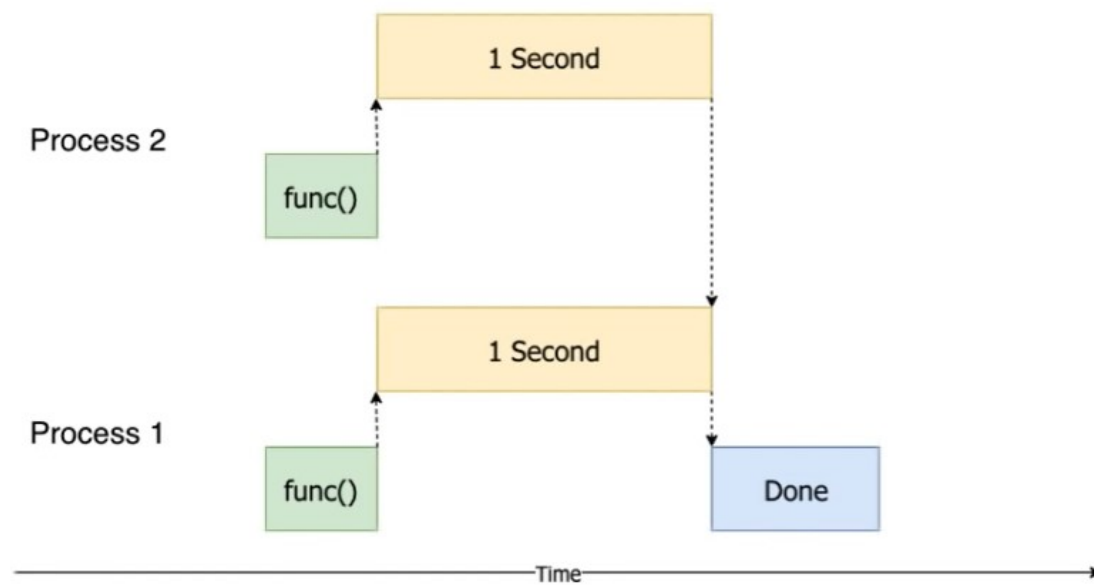 1 Second
Process 2
func()
1 Second
Process 1
func()
Done
Time